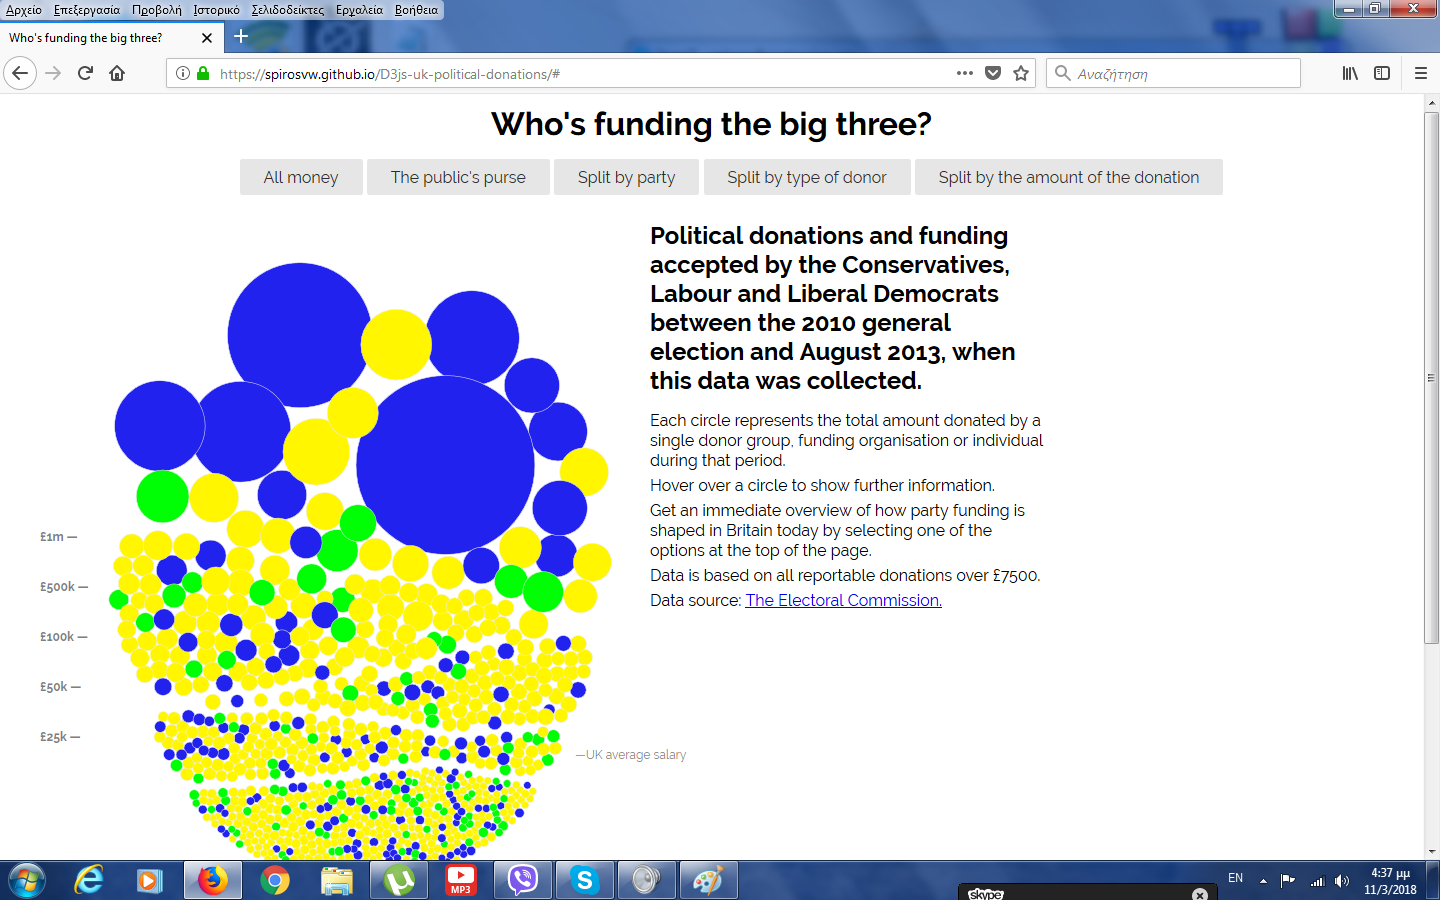 Αρχείο Επεξεργασία Προβολή Ιστορικό Σελιδοδείκτες Εργαλεία Βοήθεια
Who's funding the big three?
https://spirosvw.github.io/D3js-uk-political-donations/#
Αναζήτηση
Who's funding the big three?
All money
The public's purse
Split by party
Split by type of donor
Split by the amount of the donation
Political donations and funding
accepted by the Conservatives,
Labour and Liberal Democrats
between the 2010 general
election and August 2013, when
this data was collected.
Each circle represents the total amount donated by a
single donor group, funding organisation or individual
during that period.
Hover over a circle to show further information.
Get an immediate overview of how party funding is
shaped in Britain today by selecting one of the
options at the top of the page.
Data is based on all reportable donations over £7500.
Data source: The Electoral Commission.
£1m —
£500k —
£100k —
£50k —
£25k —
—UK average salary
MP3
EN
4:37 μμ
11/3/2018
skype